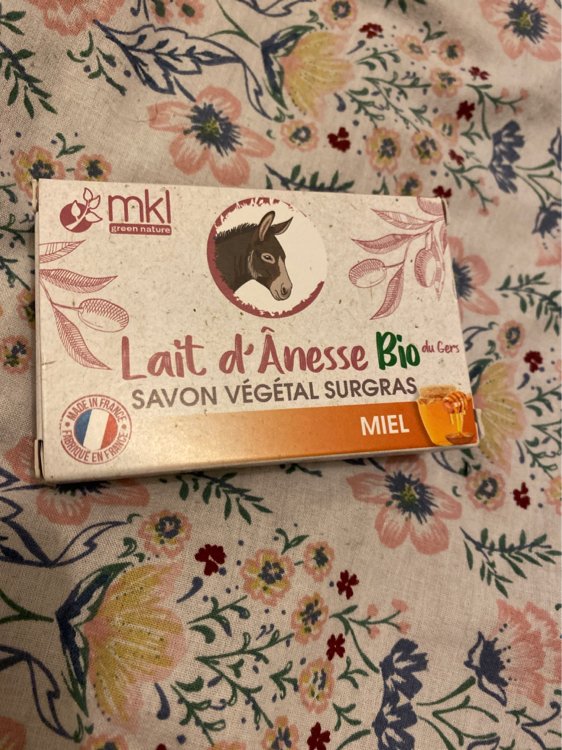 mkl
green nature
Lait d'Ânesse Bio du Gers
SAVON VÉGÉTAL SURGRAS
MIEL
MADE IN FRANCE
FABRIQUÉ EN FRANCE